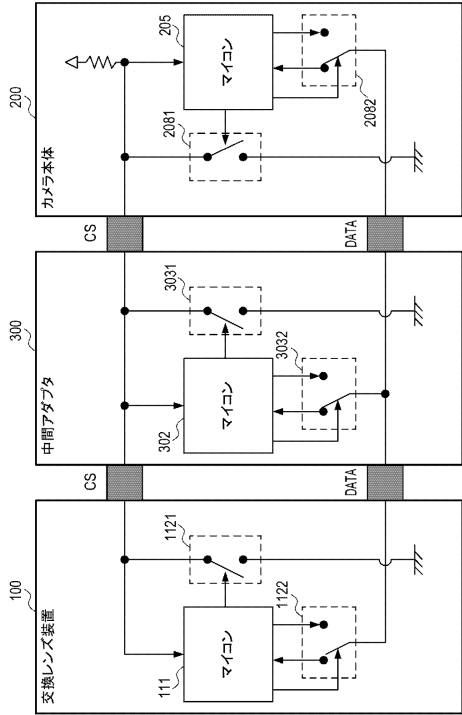 100
交換レンズ装置
マイコン
111
1121
1122
CS
DATA
300
中間アダプタ
マイコン
302
3031
3032
CS
DATA
200
カメラ本体
マイコン
205
2081
2082